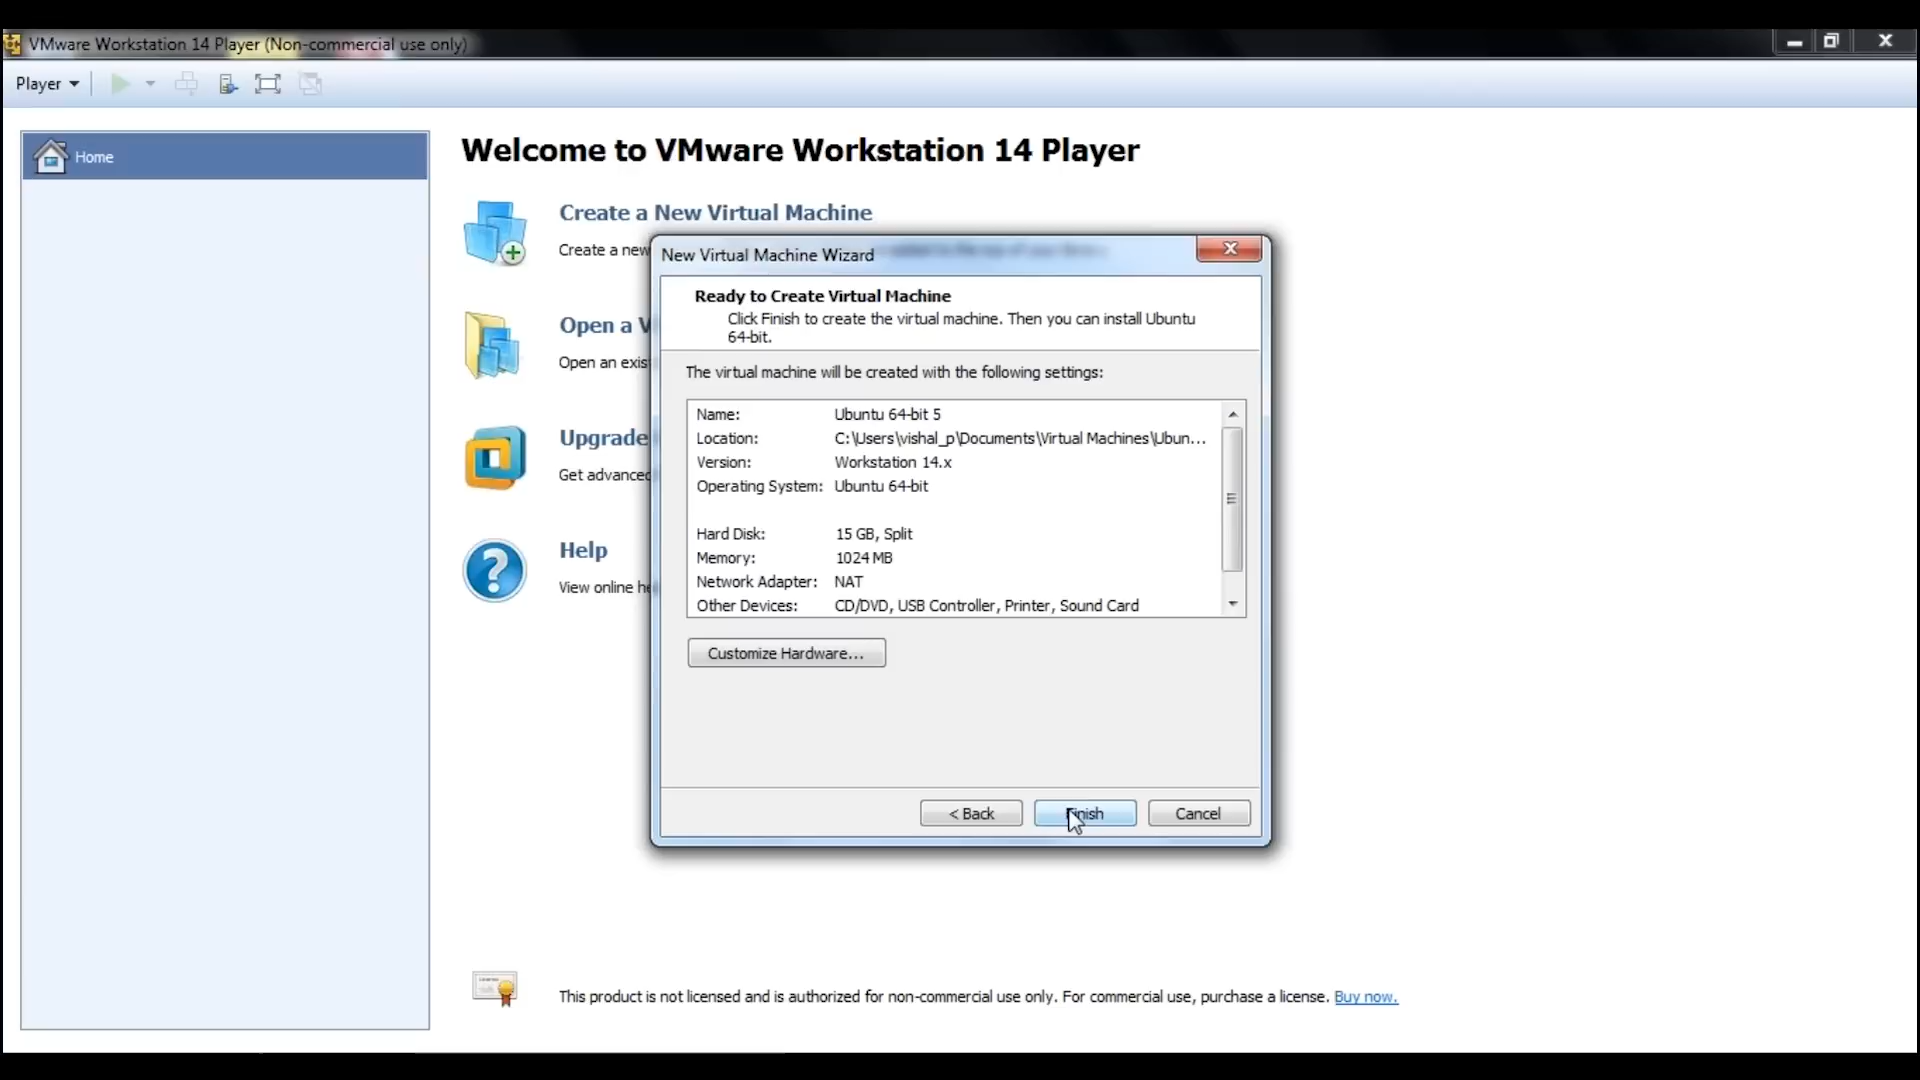 VMware Workstation 14 Player (Non-commercial use only)
Player
Home
Welcome to VMware Workstation 14 Player
Create a New Virtual Machine
Create a new
Open a V
Open an exis
Upgrade
Get advanced
Help
View online he
New Virtual Machine Wizard
Ready to Create Virtual Machine
Click Finish to create the virtual machine. Then you can install Ubuntu
64-bit.
The virtual machine will be created with the following settings:
Name: Ubuntu 64-bit 5
Location: C:\Users\vishal_p\Documents\Virtual Machines\Ubun...
Version: Workstation 14.x
Operating System: Ubuntu 64-bit
Hard Disk: 15 GB, Split
Memory: 1024 MB
Network Adapter: NAT
Other Devices: CD/DVD, USB Controller, Printer, Sound Card
Customize Hardware...
< Back Finish Cancel
This product is not licensed and is authorized for non-commercial use only. For commercial use, purchase a license. Buy now.